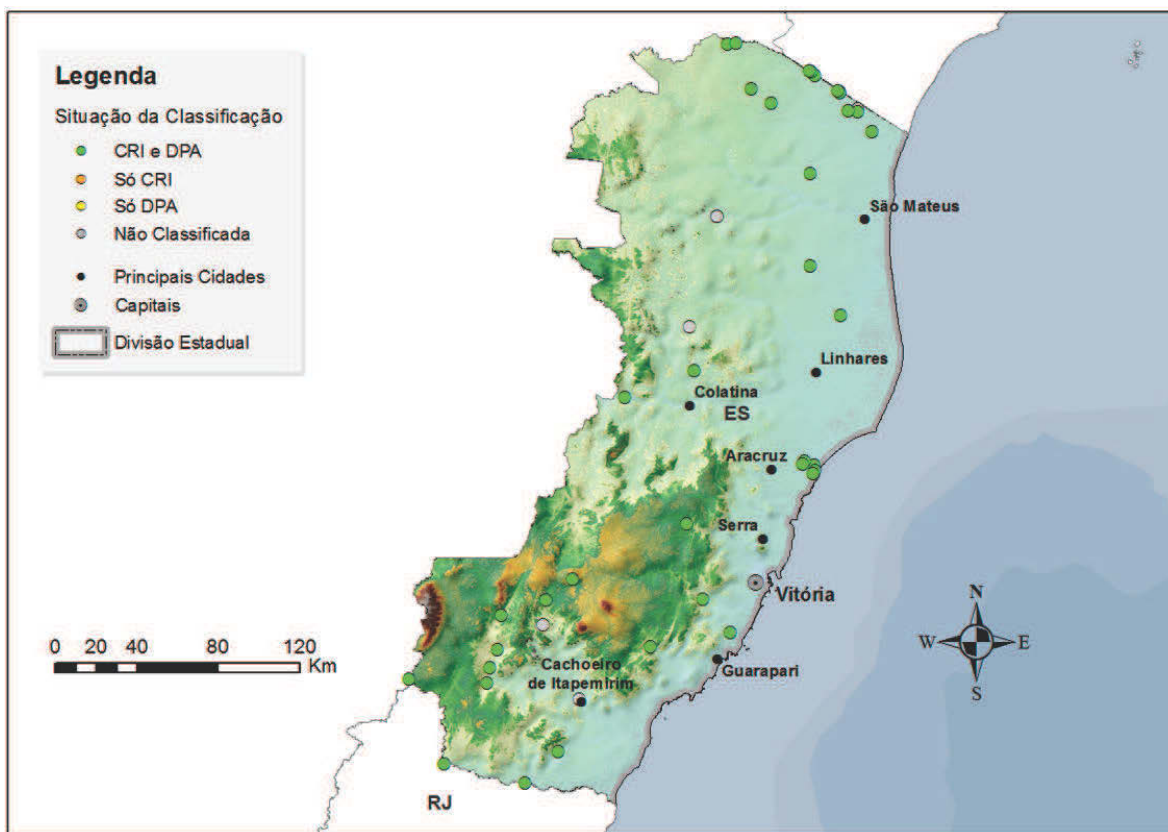 Legenda
Situação da Classificação
CRI e DPA
Só CRI
Só DPA
Não Classificada
Principais Cidades
Capitais
Divisão Estadual
São Mateus
Linhares
Colatina
ES
Aracruz
Serra
Vitória
Guarapari
Cachoeiro
de Itapemirim
RJ
0 20 40 80 120
Km
N
W E
S